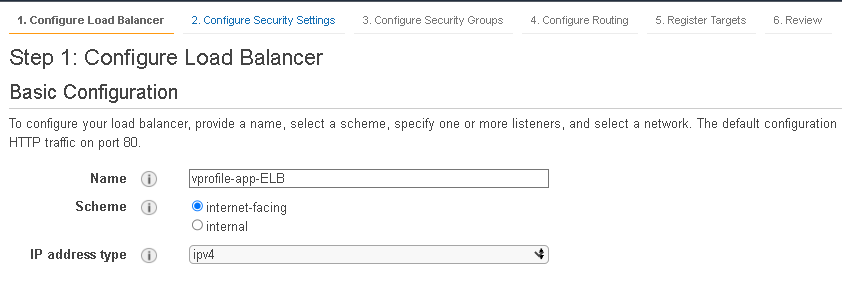 1. Configure Load Balancer 2. Configure Security Settings 3. Configure Security Groups 4. Configure Routing 5. Register Targets 6. Review
Step 1: Configure Load Balancer
Basic Configuration
To configure your load balancer, provide a name, select a scheme, specify one or more listeners, and select a network. The default configuration
HTTP traffic on port 80.
Name i vprofile-app-ELB
Scheme i internet-facing
internal
IP address type i ipv4